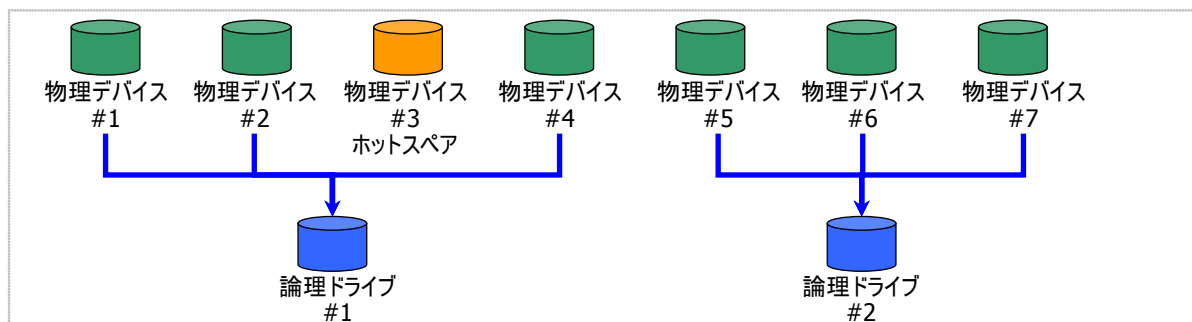 物理デバイス 物理デバイス 物理デバイス 物理デバイス 物理デバイス 物理デバイス 物理デバイス
#1 #2 #3 #4 #5 #6 #7
ホットスペア
論理ドライブ 論理ドライブ
#1 #2